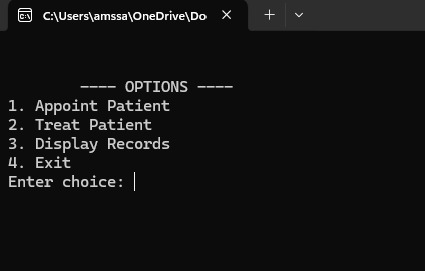 C:\Users\amssa\OneDrive\Do
---- OPTIONS ----
1. Appoint Patient
2. Treat Patient
3. Display Records
4. Exit
Enter choice: